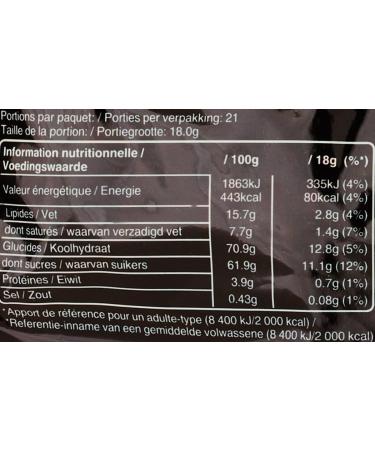 Portions par paquet: / Porties per verpakking: 21
Taille de la portion: / Portiegrootte: 18.0g
Information nutritionnelle / Voedingswaarde /100g /18g (%*)
Valeur énergétique / Energie 1863kJ 335kJ (4%)
443kcal 80kcal (4%)
Lipides / Vet 15.7g 2.8g (4%)
dont saturés / waarvan verzadigd vet 7.7g 1.4g (7%)
Glucides / Koolhydraat 70.9g 12.8g (5%)
dont sucres / waarvan suikers 61.9g 11.1g (12%)
Protéines / Eiwit 3.9g 0.7g (1%)
Sel / Zout 0.43g 0.08g (1%)
*Apport de référence pour un adulte-type (8 400 kJ/2 000 kcal) /
*Referentie-inname van een gemiddelde volwassene (8 400 kJ/2 000 kcal)